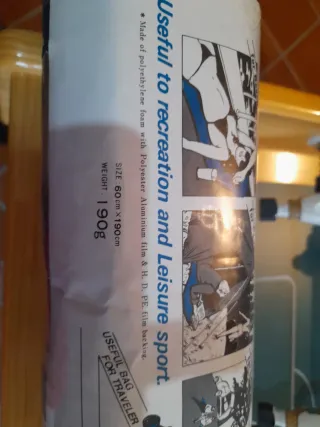 Useful to recreation and Leisure sport.
★ Made of polyethylene foam with Polyester Aluminium film & H. D. PE. film backing.
SIZE 60cm×190cm
WEIGHT 190g
USEFUL BAG
FOR TRAVELER